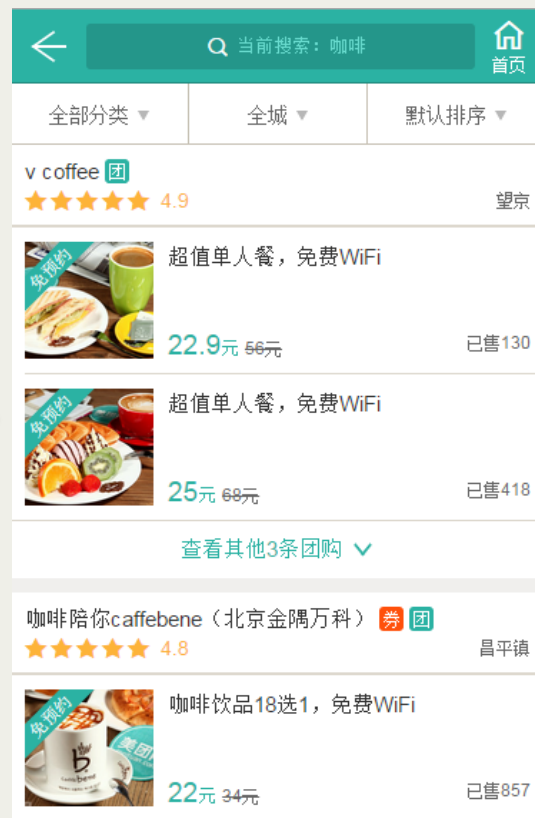 当前搜索：咖啡
首页
全部分类
全城
默认排序
v coffee 团
4.9
望京
免预约
超值单人餐，免费WiFi
22.9元 56元
已售130
免预约
超值单人餐，免费WiFi
25元 68元
已售418
查看其他3条团购
咖啡陪你caffebene（北京金隅万科） 券 团
4.8
昌平镇
免预约
咖啡饮品18选1，免费WiFi
22元 34元
已售857